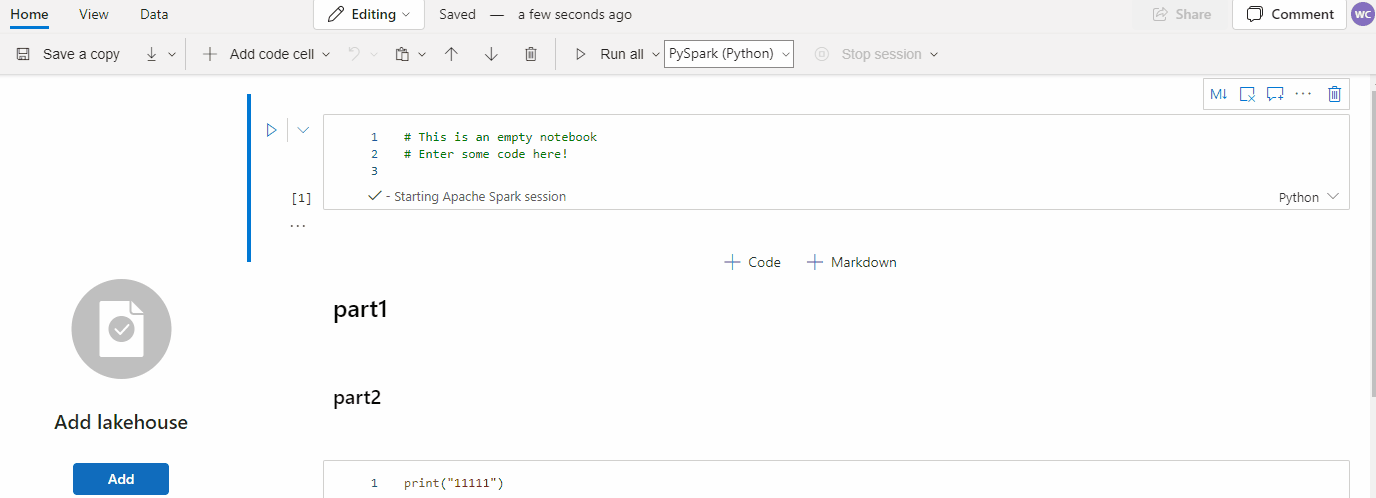 Home View Data Editing Saved — a few seconds ago Share Comment WC
Save a copy Add code cell Run all PySpark (Python) Stop session
M↓ ···
1 # This is an empty notebook
2 # Enter some code here!
3
[1] - Starting Apache Spark session Python
···
+ Code + Markdown
part1
part2
Add lakehouse
Add
1 print("11111")